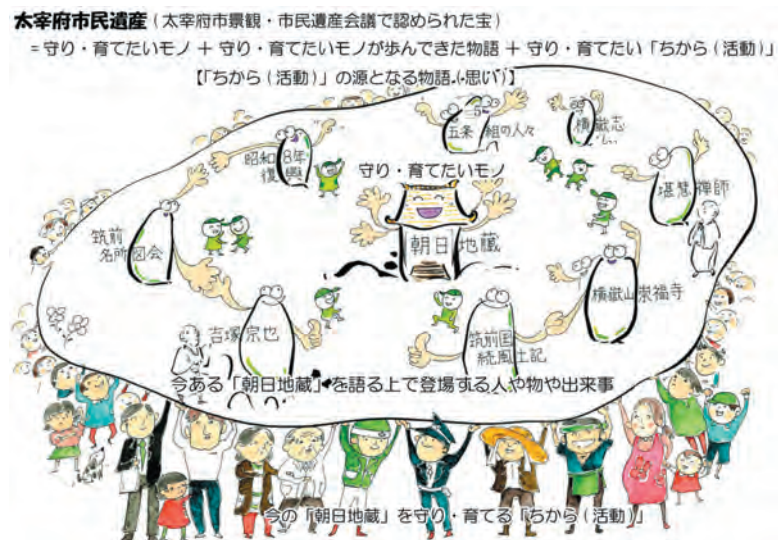 太宰府市民遺産(太宰府市景観・市民遺産会議で認められた宝)
=守り・育てたいモノ + 守り・育てたいモノが歩んできた物語 + 守り・育てたい「ちから(活動)」
【「ちから(活動)」の源となる物語(思い)】
五条 組の人々
横嶽志
昭和8年
復興
守り・育てたいモノ
堪慧禅師
朝日地蔵
筑前
名所図会
横嶽山崇福寺
吉塚宗也
筑前国
続風土記
今ある「朝日地蔵」を語る上で登場する人や物や出来事
今の「朝日地蔵」を守り・育てる「ちから(活動)」